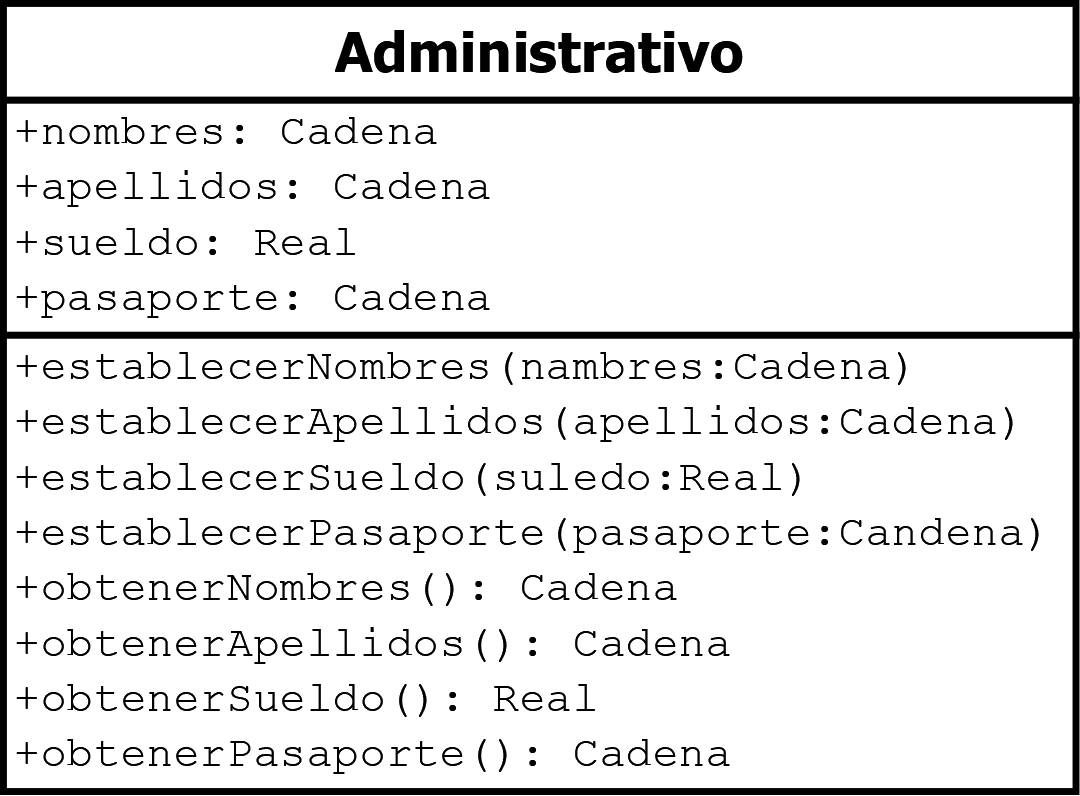 Administrativo
+nombres: Cadena
+apellidos: Cadena
+sueldo: Real
+pasaporte: Cadena
+establecerNombres(nambres:Cadena)
+establecerApellidos(apellidos:Cadena)
+establecerSueldo(suledo:Real)
+establecerPasaporte(pasaporte:Candena)
+obtenerNombres(): Cadena
+obtenerApellidos(): Cadena
+obtenerSueldo(): Real
+obtenerPasaporte(): Cadena